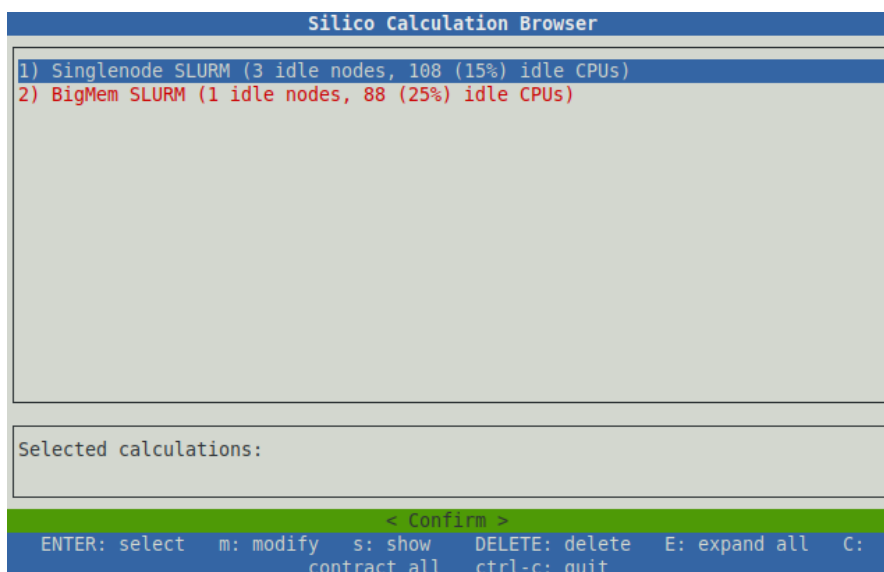 Silico Calculation Browser
1) Singlenode SLURM (3 idle nodes, 108 (15%) idle CPUs)
2) BigMem SLURM (1 idle nodes, 88 (25%) idle CPUs)
Selected calculations:
< Confirm >
ENTER: select m: modify s: show DELETE: delete E: expand all C:
contract all ctrl-c: quit